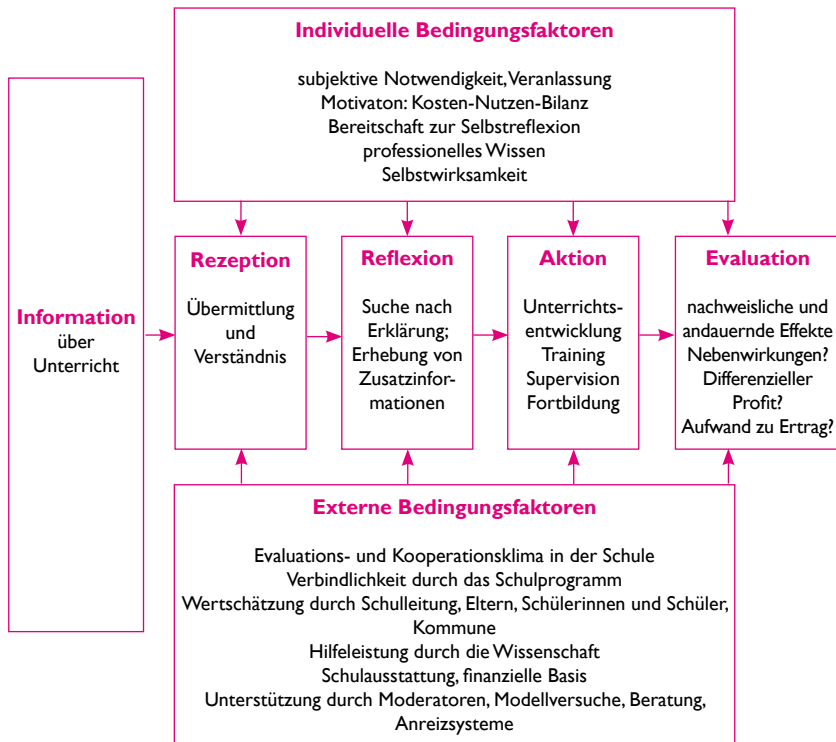 Individuelle Bedingungsfaktoren
subjektive Notwendigkeit, Veranlassung
Motivaton: Kosten-Nutzen-Bilanz
Bereitschaft zur Selbstreflexion
professionelles Wissen
Selbstwirksamkeit
Information
über
Unterricht
Rezeption
Übermittlung
und
Verständnis
Reflexion
Suche nach
Erklärung;
Erhebung von
Zusatzinfor-
mationen
Aktion
Unterrichts-
entwicklung
Training
Supervision
Fortbildung
Evaluation
nachweisliche und
andauernde Effekte
Nebenwirkungen?
Differenzieller
Profit?
Aufwand zu Ertrag?
Externe Bedingungsfaktoren
Evaluations- und Kooperationsklima in der Schule
Verbindlichkeit durch das Schulprogramm
Wertschätzung durch Schulleitung, Eltern, Schülerinnen und Schüler,
Kommune
Hilfeleistung durch die Wissenschaft
Schulausstattung, finanzielle Basis
Unterstützung durch Moderatoren, Modellversuche, Beratung,
Anreizsysteme